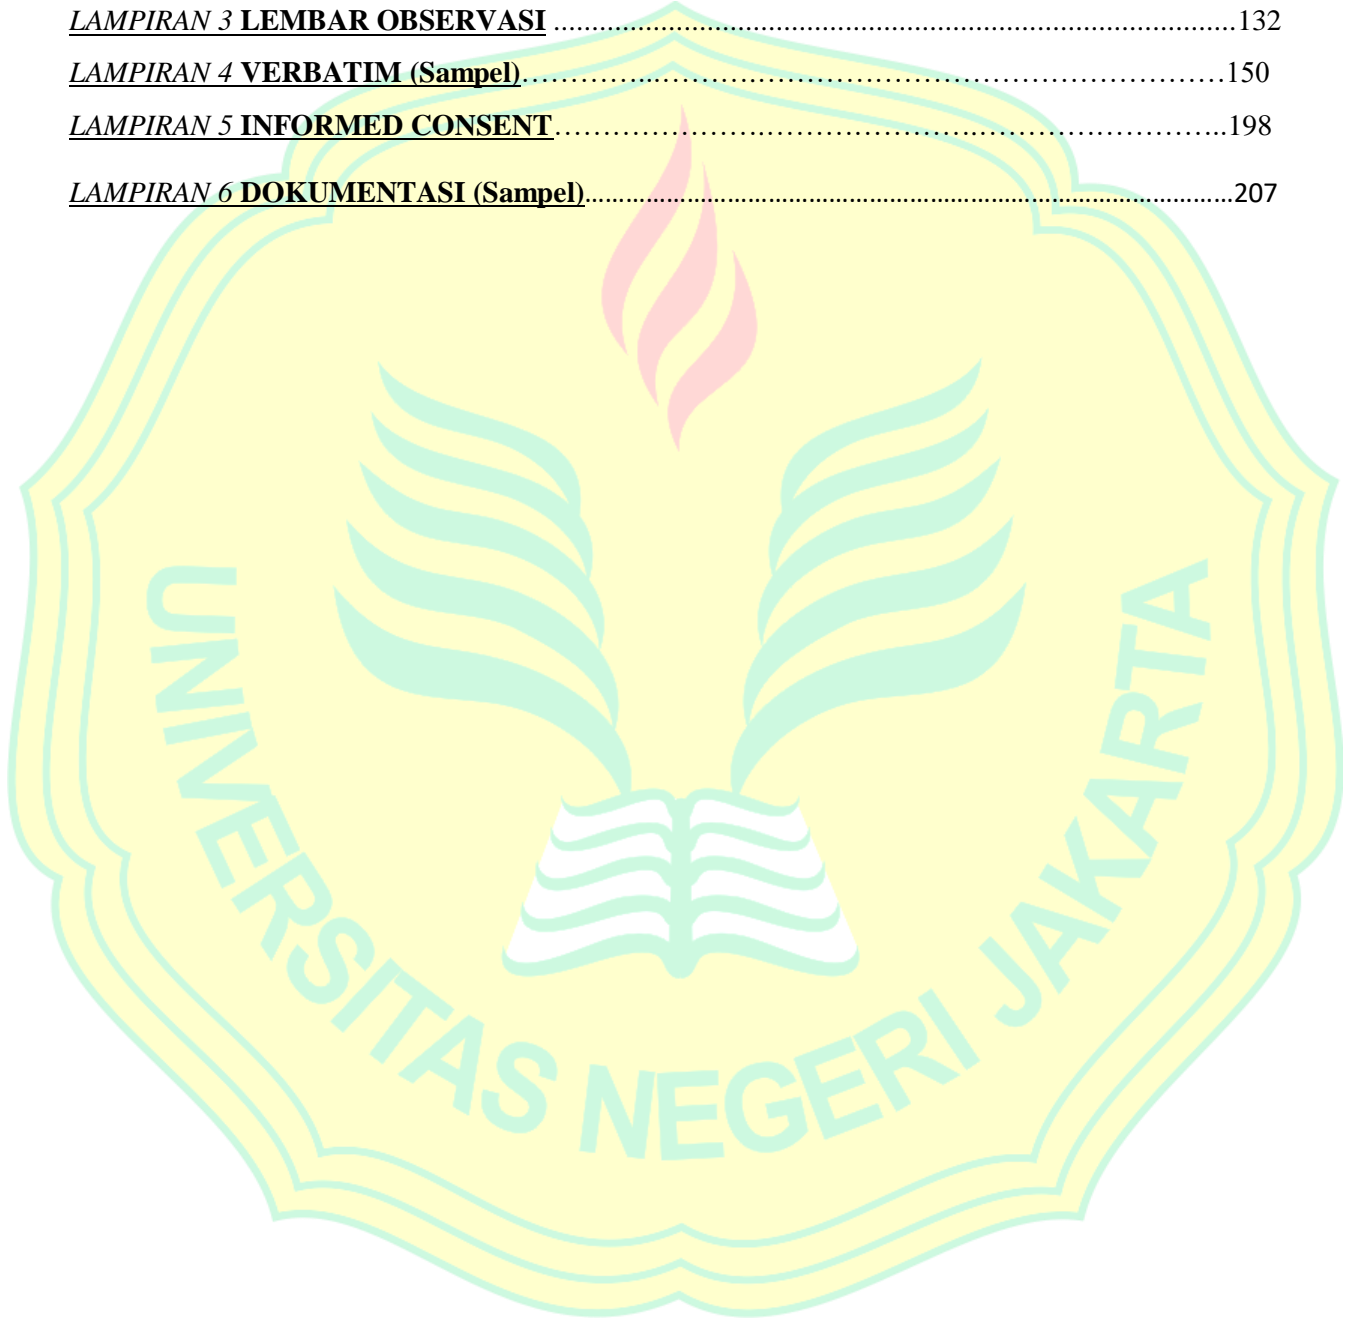 LAMPIRAN 3 LEMBAR OBSERVASI ........................................................................................132
LAMPIRAN 4 VERBATIM (Sampel)…………...……………………………………………………150
LAMPIRAN 5 INFORMED CONSENT…………………….………………….…………………..198
LAMPIRAN 6 DOKUMENTASI (Sampel)………………………………………………………………………………207
UNIVERSITAS NEGERI JAKARTA